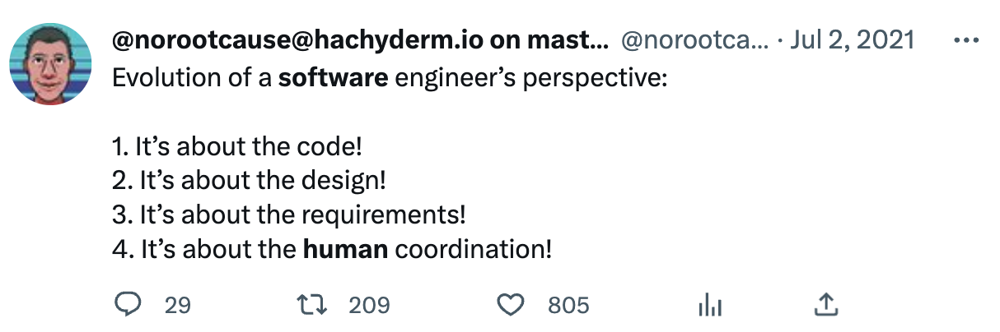 @norootcause@hachyderm.io on mast... @norootca... · Jul 2, 2021
Evolution of a software engineer’s perspective:
1. It’s about the code!
2. It’s about the design!
3. It’s about the requirements!
4. It’s about the human coordination!
29 209 805